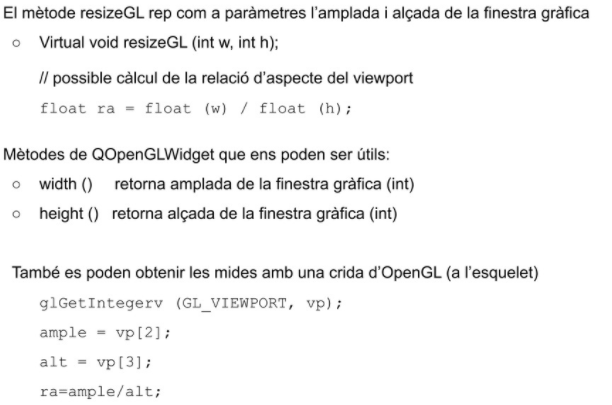 El mètode resizeGL rep com a paràmetres l'amplada i alçada de la finestra gràfica
○ Virtual void resizeGL (int w, int h);
// possible càlcul de la relació d'aspecte del viewport
float ra = float (w) / float (h);
Mètodes de QOpenGLWidget que ens poden ser útils:
○ width () retorna amplada de la finestra gràfica (int)
○ height () retorna alçada de la finestra gràfica (int)
També es poden obtenir les mides amb una crida d'OpenGL (a l'esquelet)
glGetIntegerv (GL_VIEWPORT, vp);
ample = vp[2];
alt = vp[3];
ra=ample/alt;